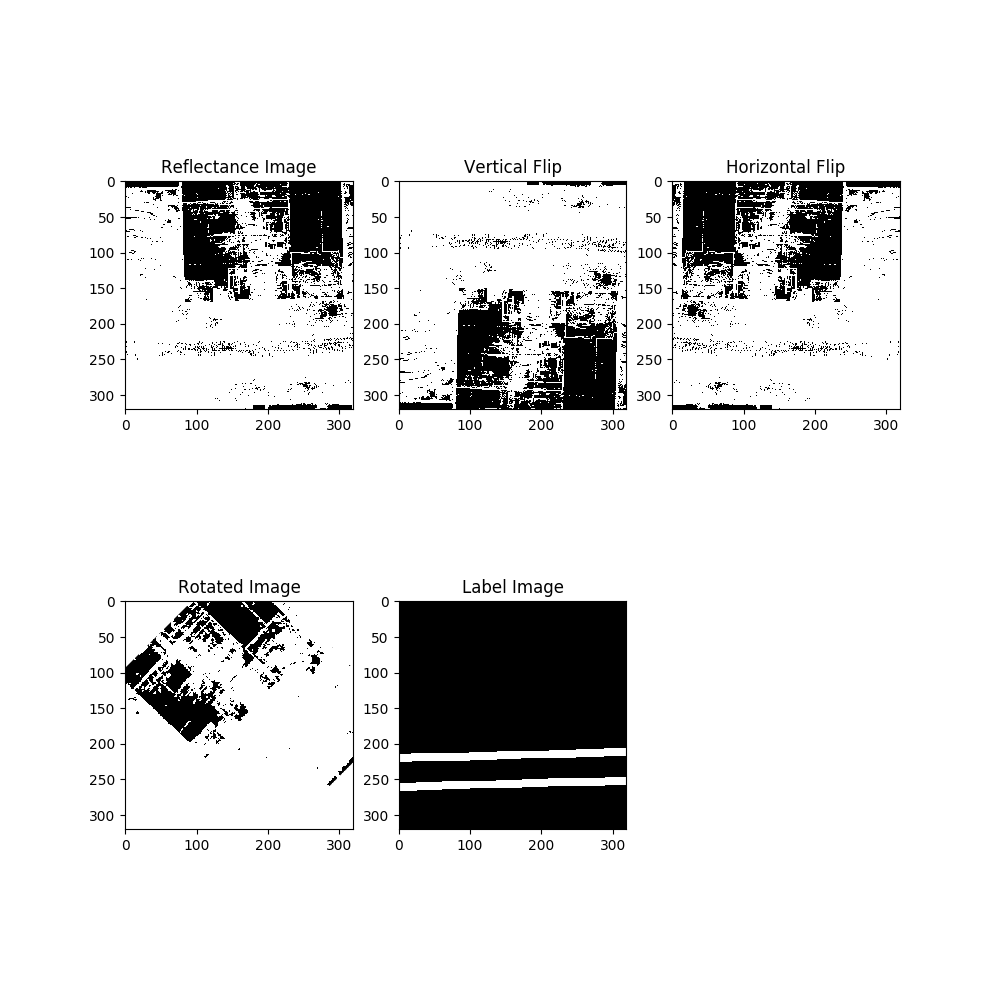 Reflectance Image Vertical Flip Horizontal Flip
0 0 0
50 50 50
100 100 100
150 150 150
200 200 200
250 250 250
300 300 300
0 100 200 300 0 100 200 300 0 100 200 300
Rotated Image Label Image
0 0
50 50
100 100
150 150
200 200
250 250
300 300
0 100 200 300 0 100 200 300